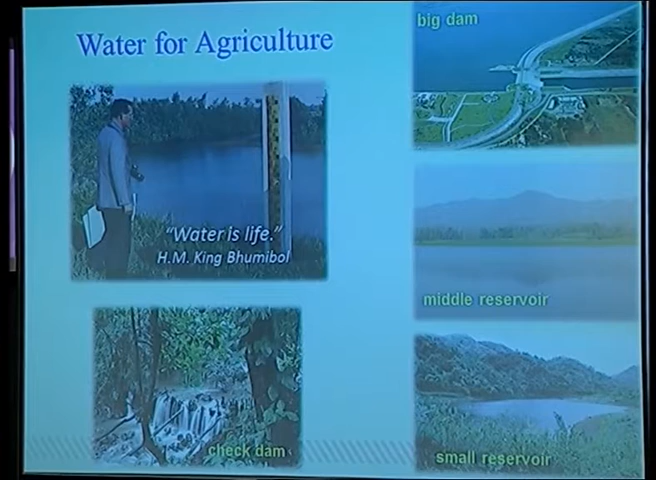 Water for Agriculture
big dam
"Water is life."
H.M. King Bhumibol
middle reservoir
check dam
small reservoir